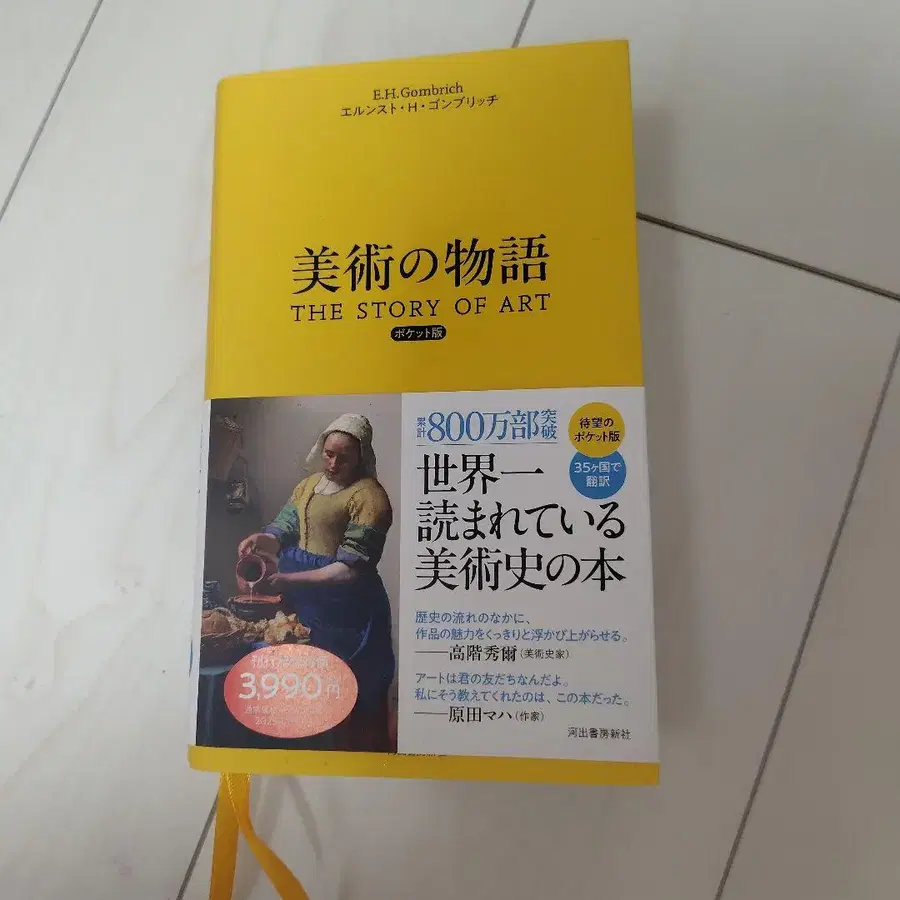 E.H.Gombrich
エルンスト・H・ゴンブリッチ
美術の物語
THE STORY OF ART
ポケット版
累計800万部突破
待望の
ポケット版
35ヶ国で
翻訳
世界一
読まれている
美術史の本
歴史の流れのなかに、
作品の魅力をくっきりと浮かび上がらせる。
——高階秀爾(美術史家)
アートは君の友だちなんだよ。
私にそう教えてくれたのは、この本だった。
——原田マハ(作家)
河出書房新社
3,990円